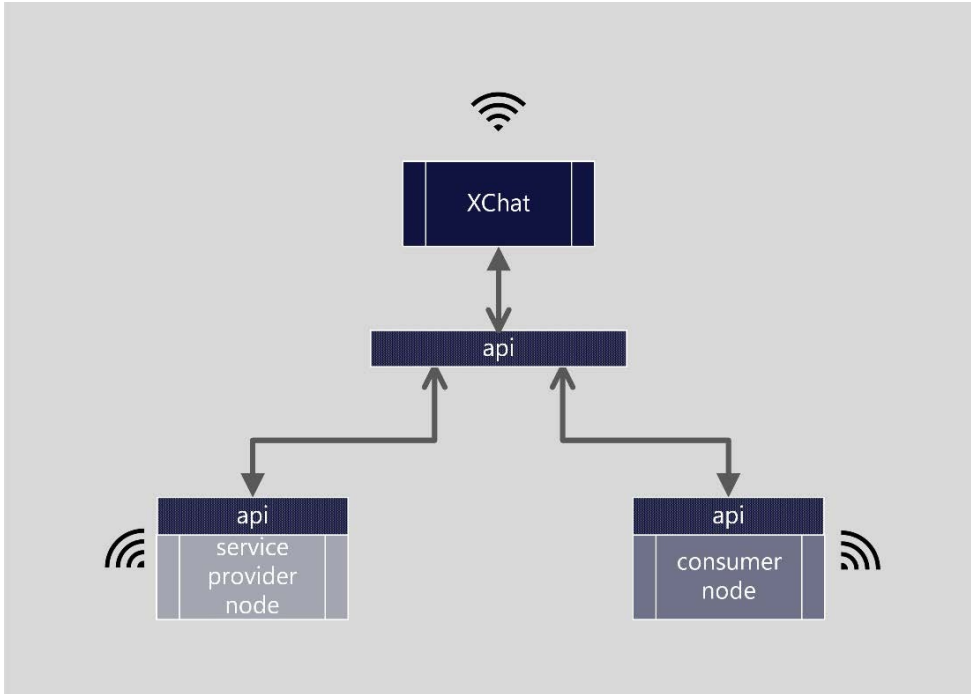 XChat
api
api
service
provider
node
api
consumer
node